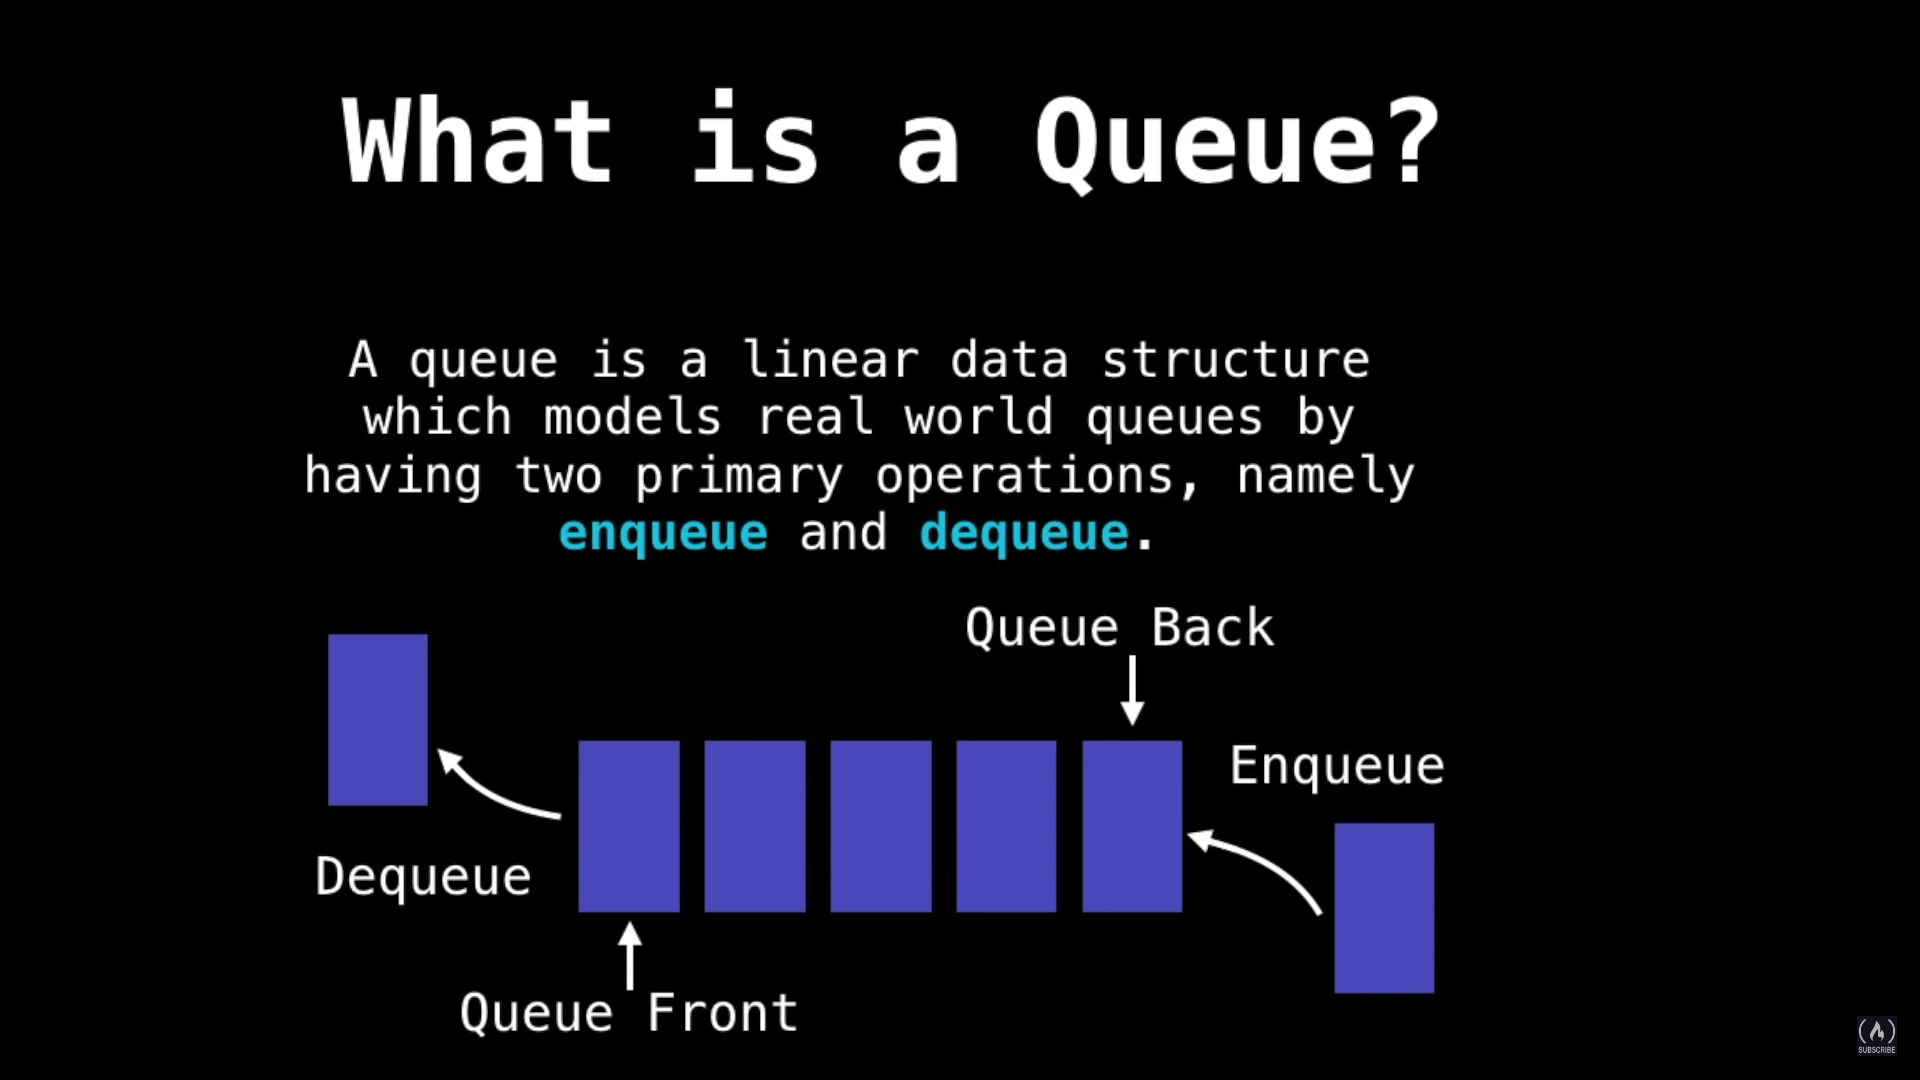 What is a Queue?
A queue is a linear data structure
which models real world queues by
having two primary operations, namely
enqueue and dequeue.
Queue Back
Enqueue
Dequeue
Queue Front
SUBSCRIBE